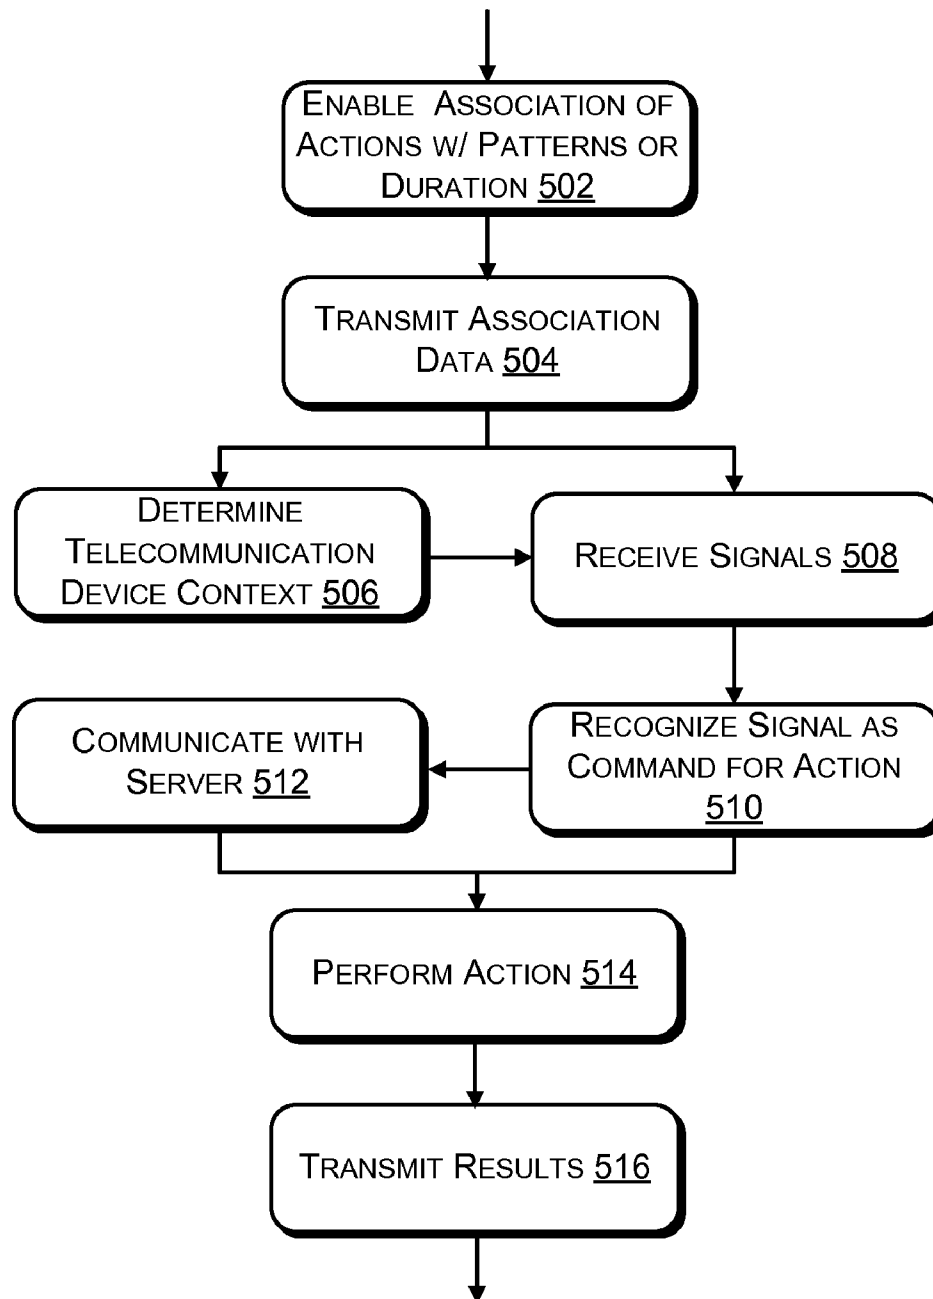 ENABLE ASSOCIATION OF
ACTIONS W/ PATTERNS OR
DURATION 502
TRANSMIT ASSOCIATION
DATA 504
DETERMINE
TELECOMMUNICATION
DEVICE CONTEXT 506
RECEIVE SIGNALS 508
RECOGNIZE SIGNAL AS
COMMAND FOR ACTION
510
COMMUNICATE WITH
SERVER 512
PERFORM ACTION 514
TRANSMIT RESULTS 516